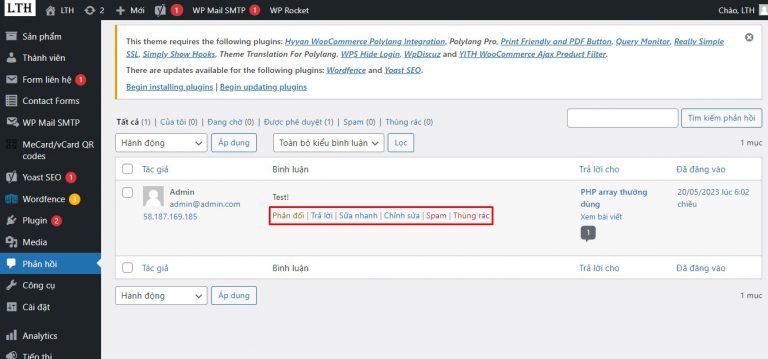 LTH
LTH
2
+ Mới
1
WP Mail SMTP
1
WP Rocket
Chào, LTH
Sản phẩm
Thành viên
Form liên hệ 1
Contact Forms
WP Mail SMTP
MeCard/vCard QR
codes
Yoast SEO 1
Wordfence 3
Plugin 2
Media
Phản hồi
Công cụ
Cài đặt
Analytics
Tiếp thị
This theme requires the following plugins: Hyyan WooCommerce Polylang Integration, Polylang Pro, Print Friendly and PDF Button, Query Monitor, Really Simple
SSL, Simply Show Hooks, Theme Translation For Polylang, WPS Hide Login, WpDiscuz and YITH WooCommerce Ajax Product Filter.
There are updates available for the following plugins: Wordfence and Yoast SEO.
Begin installing plugins | Begin updating plugins
Tất cả (1) | Của tôi (0) | Đang chờ (0) | Được phê duyệt (1) | Spam (0) | Thùng rác (0)
Tìm kiếm phản hồi
Hành động
Áp dụng
Toàn bộ kiểu bình luận
Lọc
1 mục
Tác giả
Bình luận
Trả lời cho
Đã đăng vào
Admin
admin@admin.com
58.187.169.185
Test!
Phản đối | Trả lời | Sửa nhanh | Chỉnh sửa | Spam | Thùng rác
PHP array thường
dùng
Xem bài viết
1
20/05/2023 lúc 6:02
chiều
Tác giả
Bình luận
Trả lời cho
Đã đăng vào
Hành động
Áp dụng
1 mục